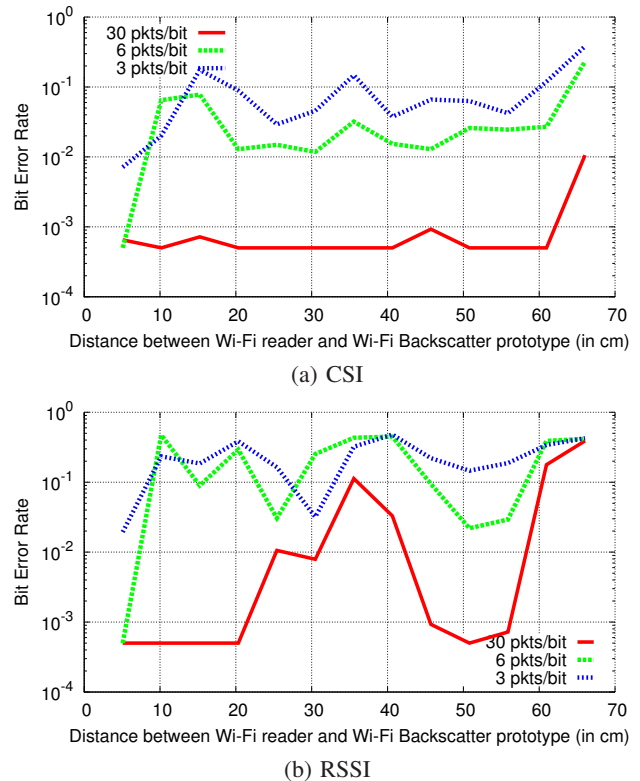 10^0
10^-1
10^-2
10^-3
10^-4
Bit Error Rate
30 pkts/bit
6 pkts/bit
3 pkts/bit
0 10 20 30 40 50 60 70
Distance between Wi-Fi reader and Wi-Fi Backscatter prototype (in cm)
(a) CSI
10^0
10^-1
10^-2
10^-3
10^-4
Bit Error Rate
30 pkts/bit
6 pkts/bit
3 pkts/bit
0 10 20 30 40 50 60 70
Distance between Wi-Fi reader and Wi-Fi Backscatter prototype (in cm)
(b) RSSI